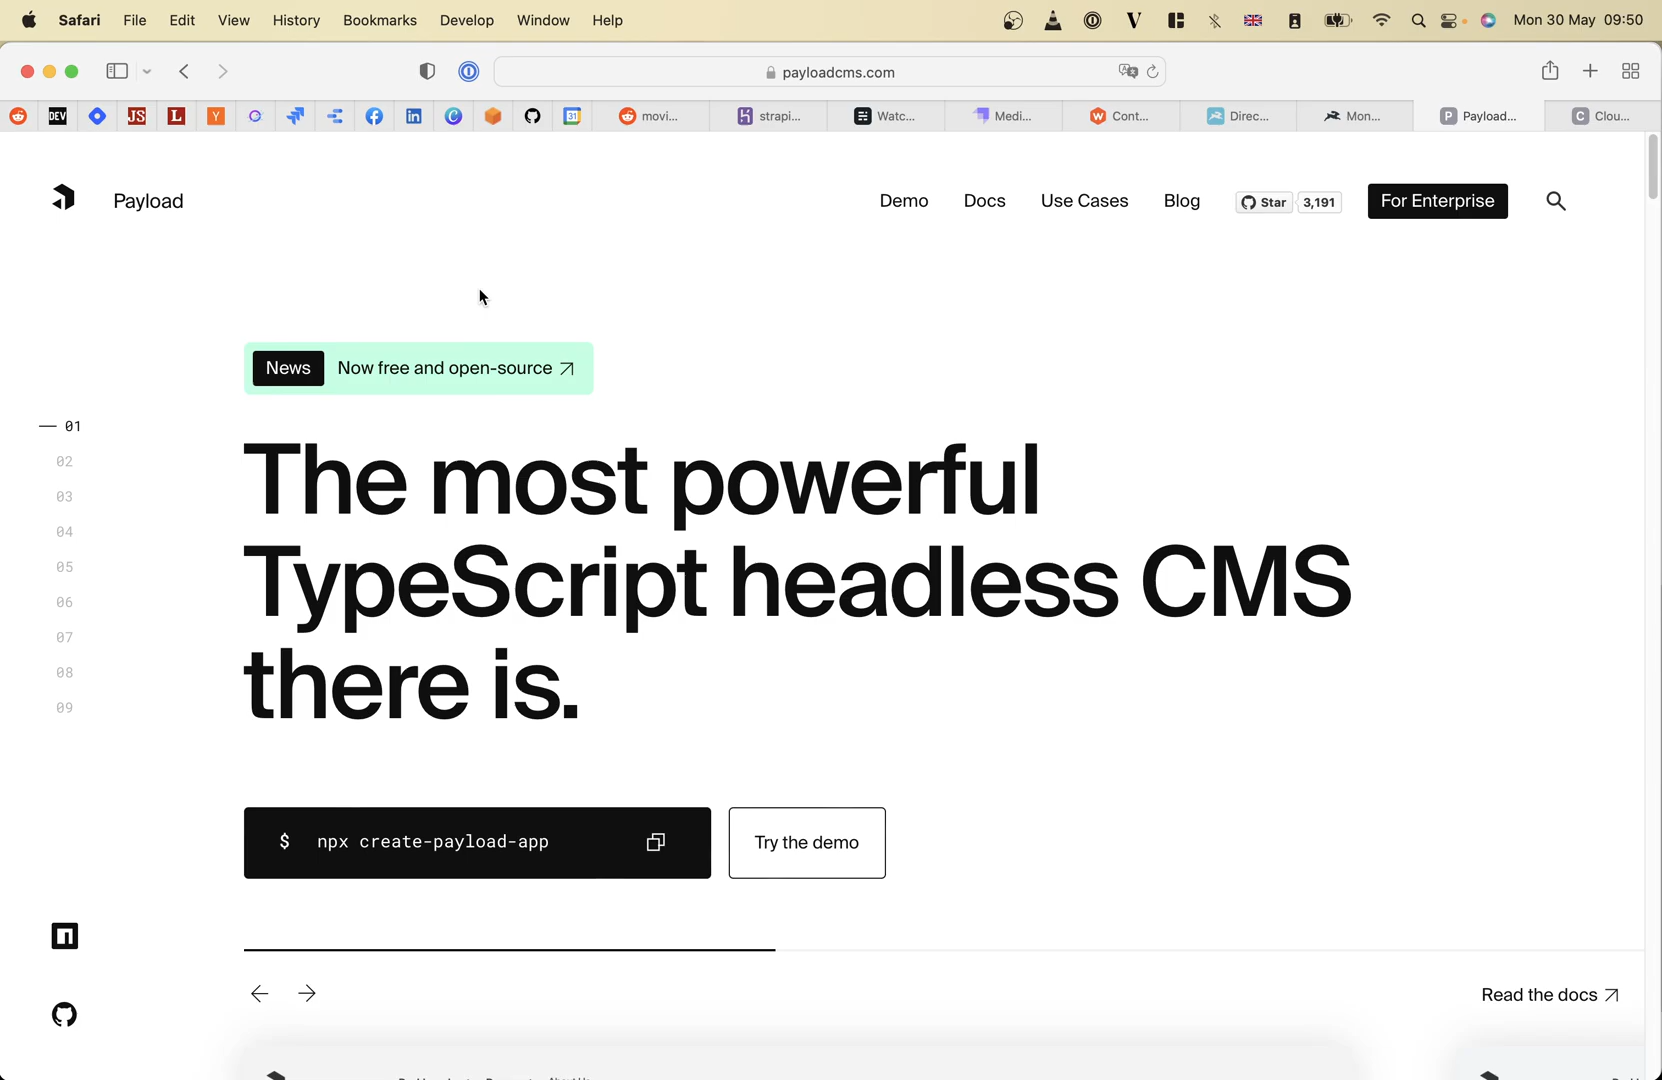 Safari File Edit View History Bookmarks Develop Window Help Mon 30 May 09:50
payloadcms.com
DEV JS L Y 31 movi... strapi... Watc... Medi... W Cont... Direc... Mon... P Payload... C Clou...
Payload Demo Docs Use Cases Blog Star 3,191 For Enterprise
News Now free and open-source
01
02
03
04
05
06
07
08
09
The most powerful
TypeScript headless CMS
there is.
$ npx create-payload-app Try the demo
Read the docs